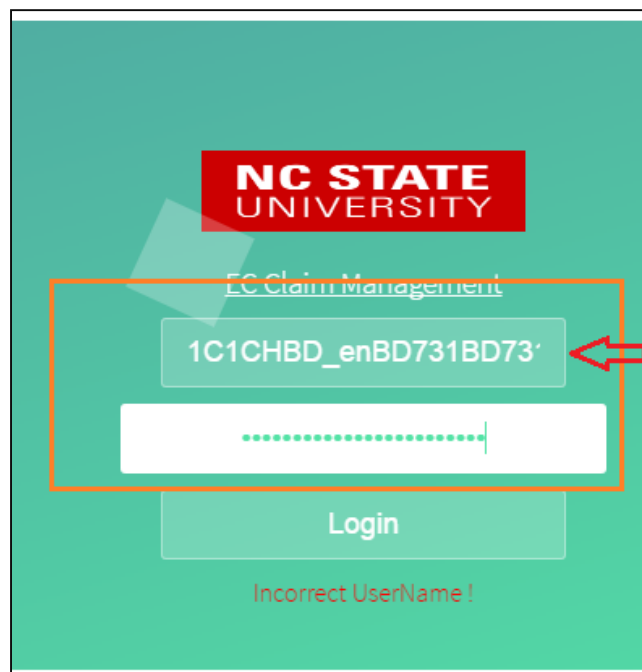 NC STATE
UNIVERSITY
EC Claim Management
1C1CHBD_enBD731BD73
Login
Incorrect UserName !